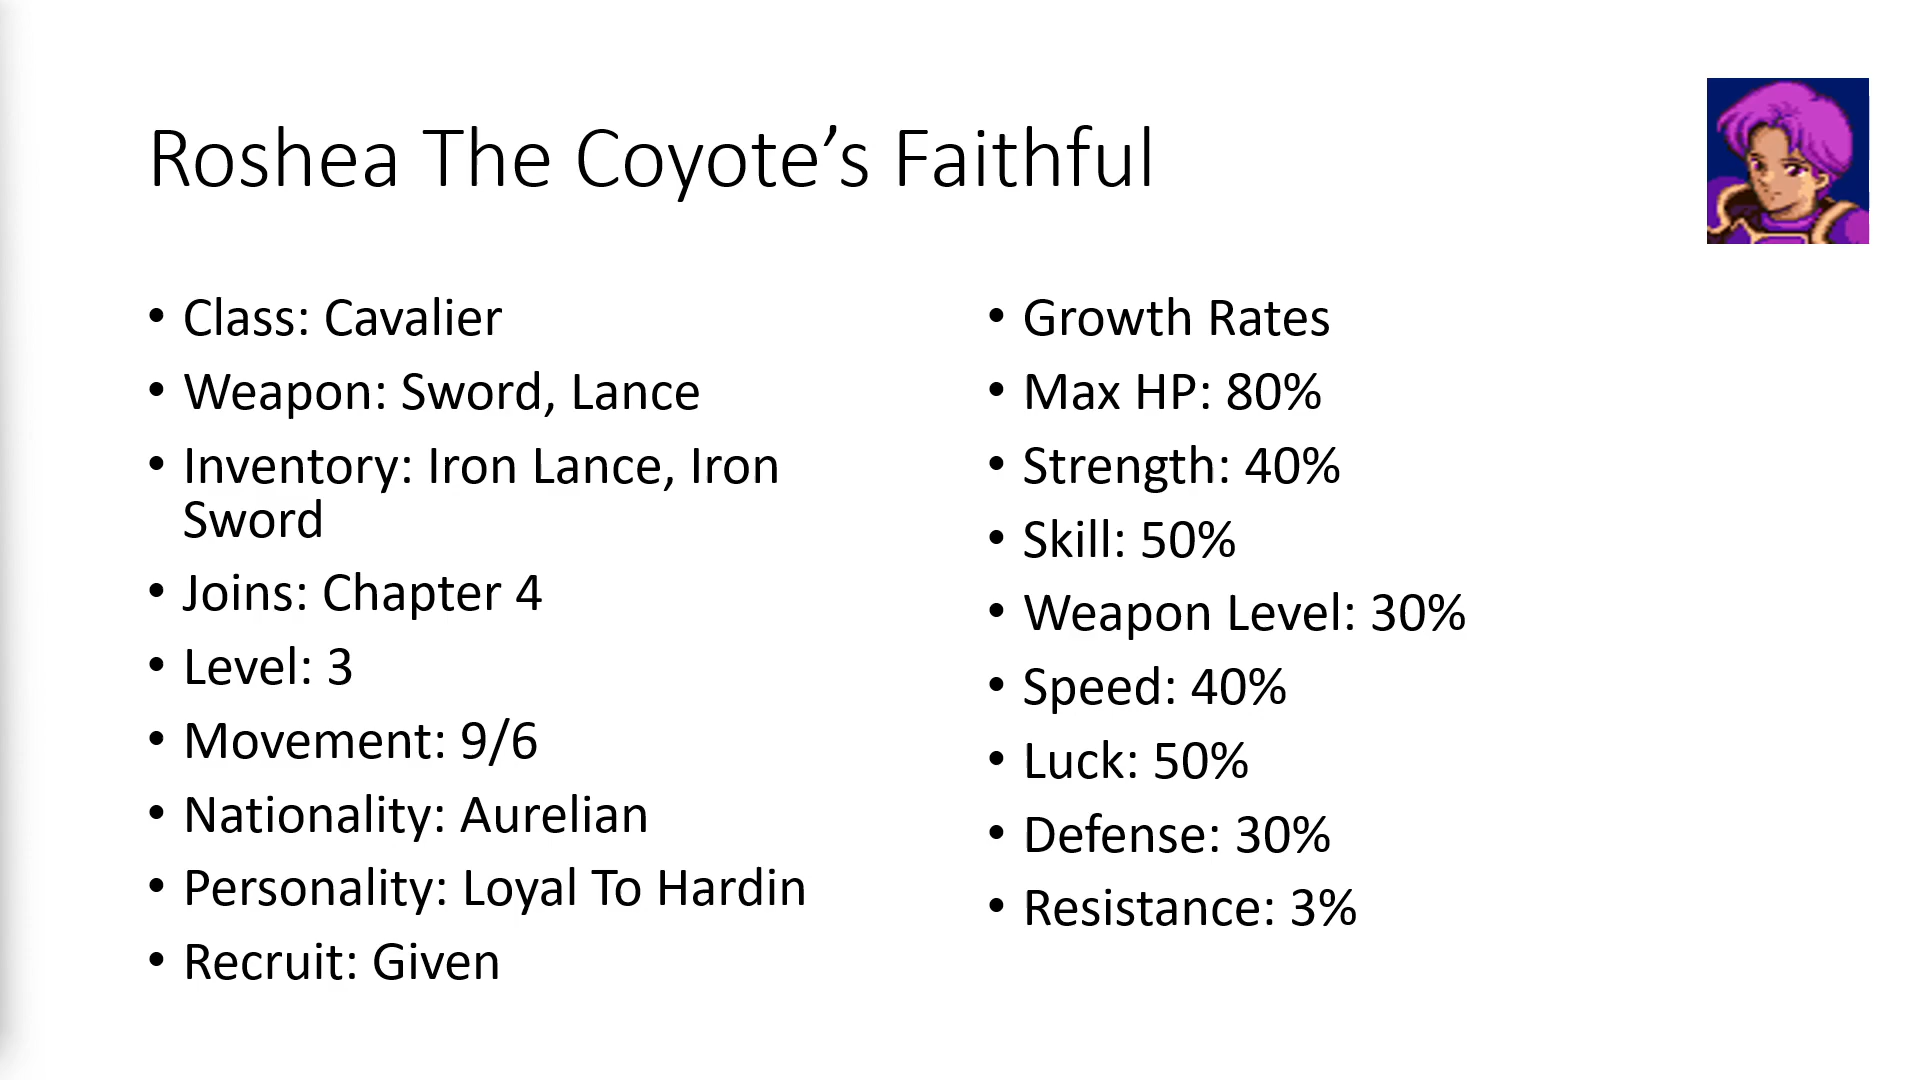 Roshea The Coyote’s Faithful
• Class: Cavalier
• Weapon: Sword, Lance
• Inventory: Iron Lance, Iron
Sword
• Joins: Chapter 4
• Level: 3
• Movement: 9/6
• Nationality: Aurelian
• Personality: Loyal To Hardin
• Recruit: Given
• Growth Rates
• Max HP: 80%
• Strength: 40%
• Skill: 50%
• Weapon Level: 30%
• Speed: 40%
• Luck: 50%
• Defense: 30%
• Resistance: 3%